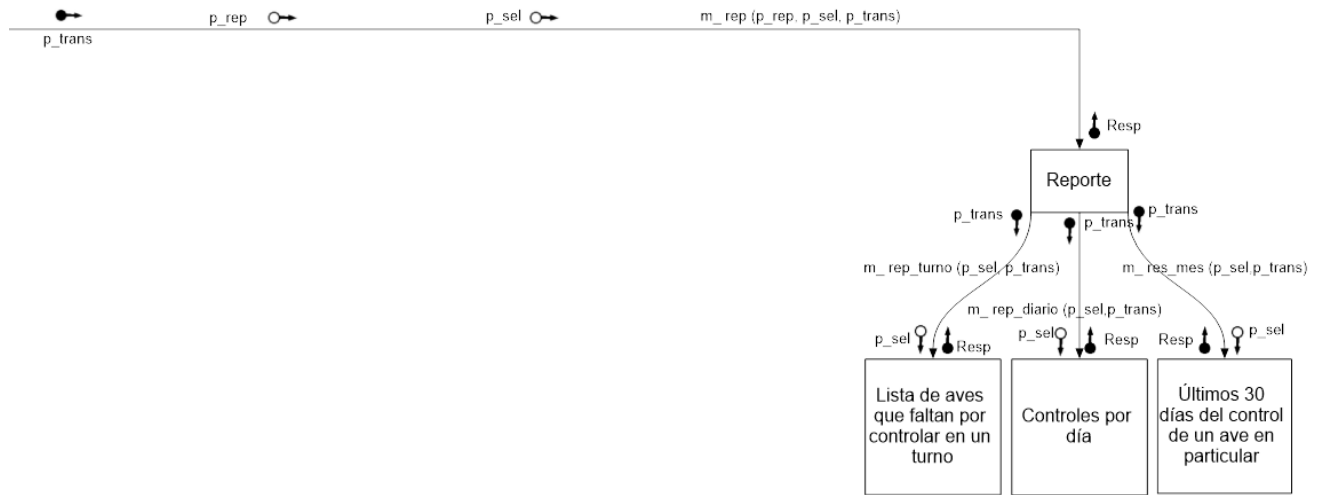 p_rep
p_sel
m_ rep (p_rep, p_sel, p_trans)
p_trans
Resp
Reporte
p_trans
p_trans
p_trans
m_ rep_turno (p_sel, p_trans)
m_ res_mes (p_sel,p_trans)
m_ rep_diario (p_sel,p_trans)
p_sel
Resp
p_sel
Resp
Resp
p_sel
Lista de aves
que faltan por
controlar en un
turno
Controles por
día
Últimos 30
días del control
de un ave en
particular